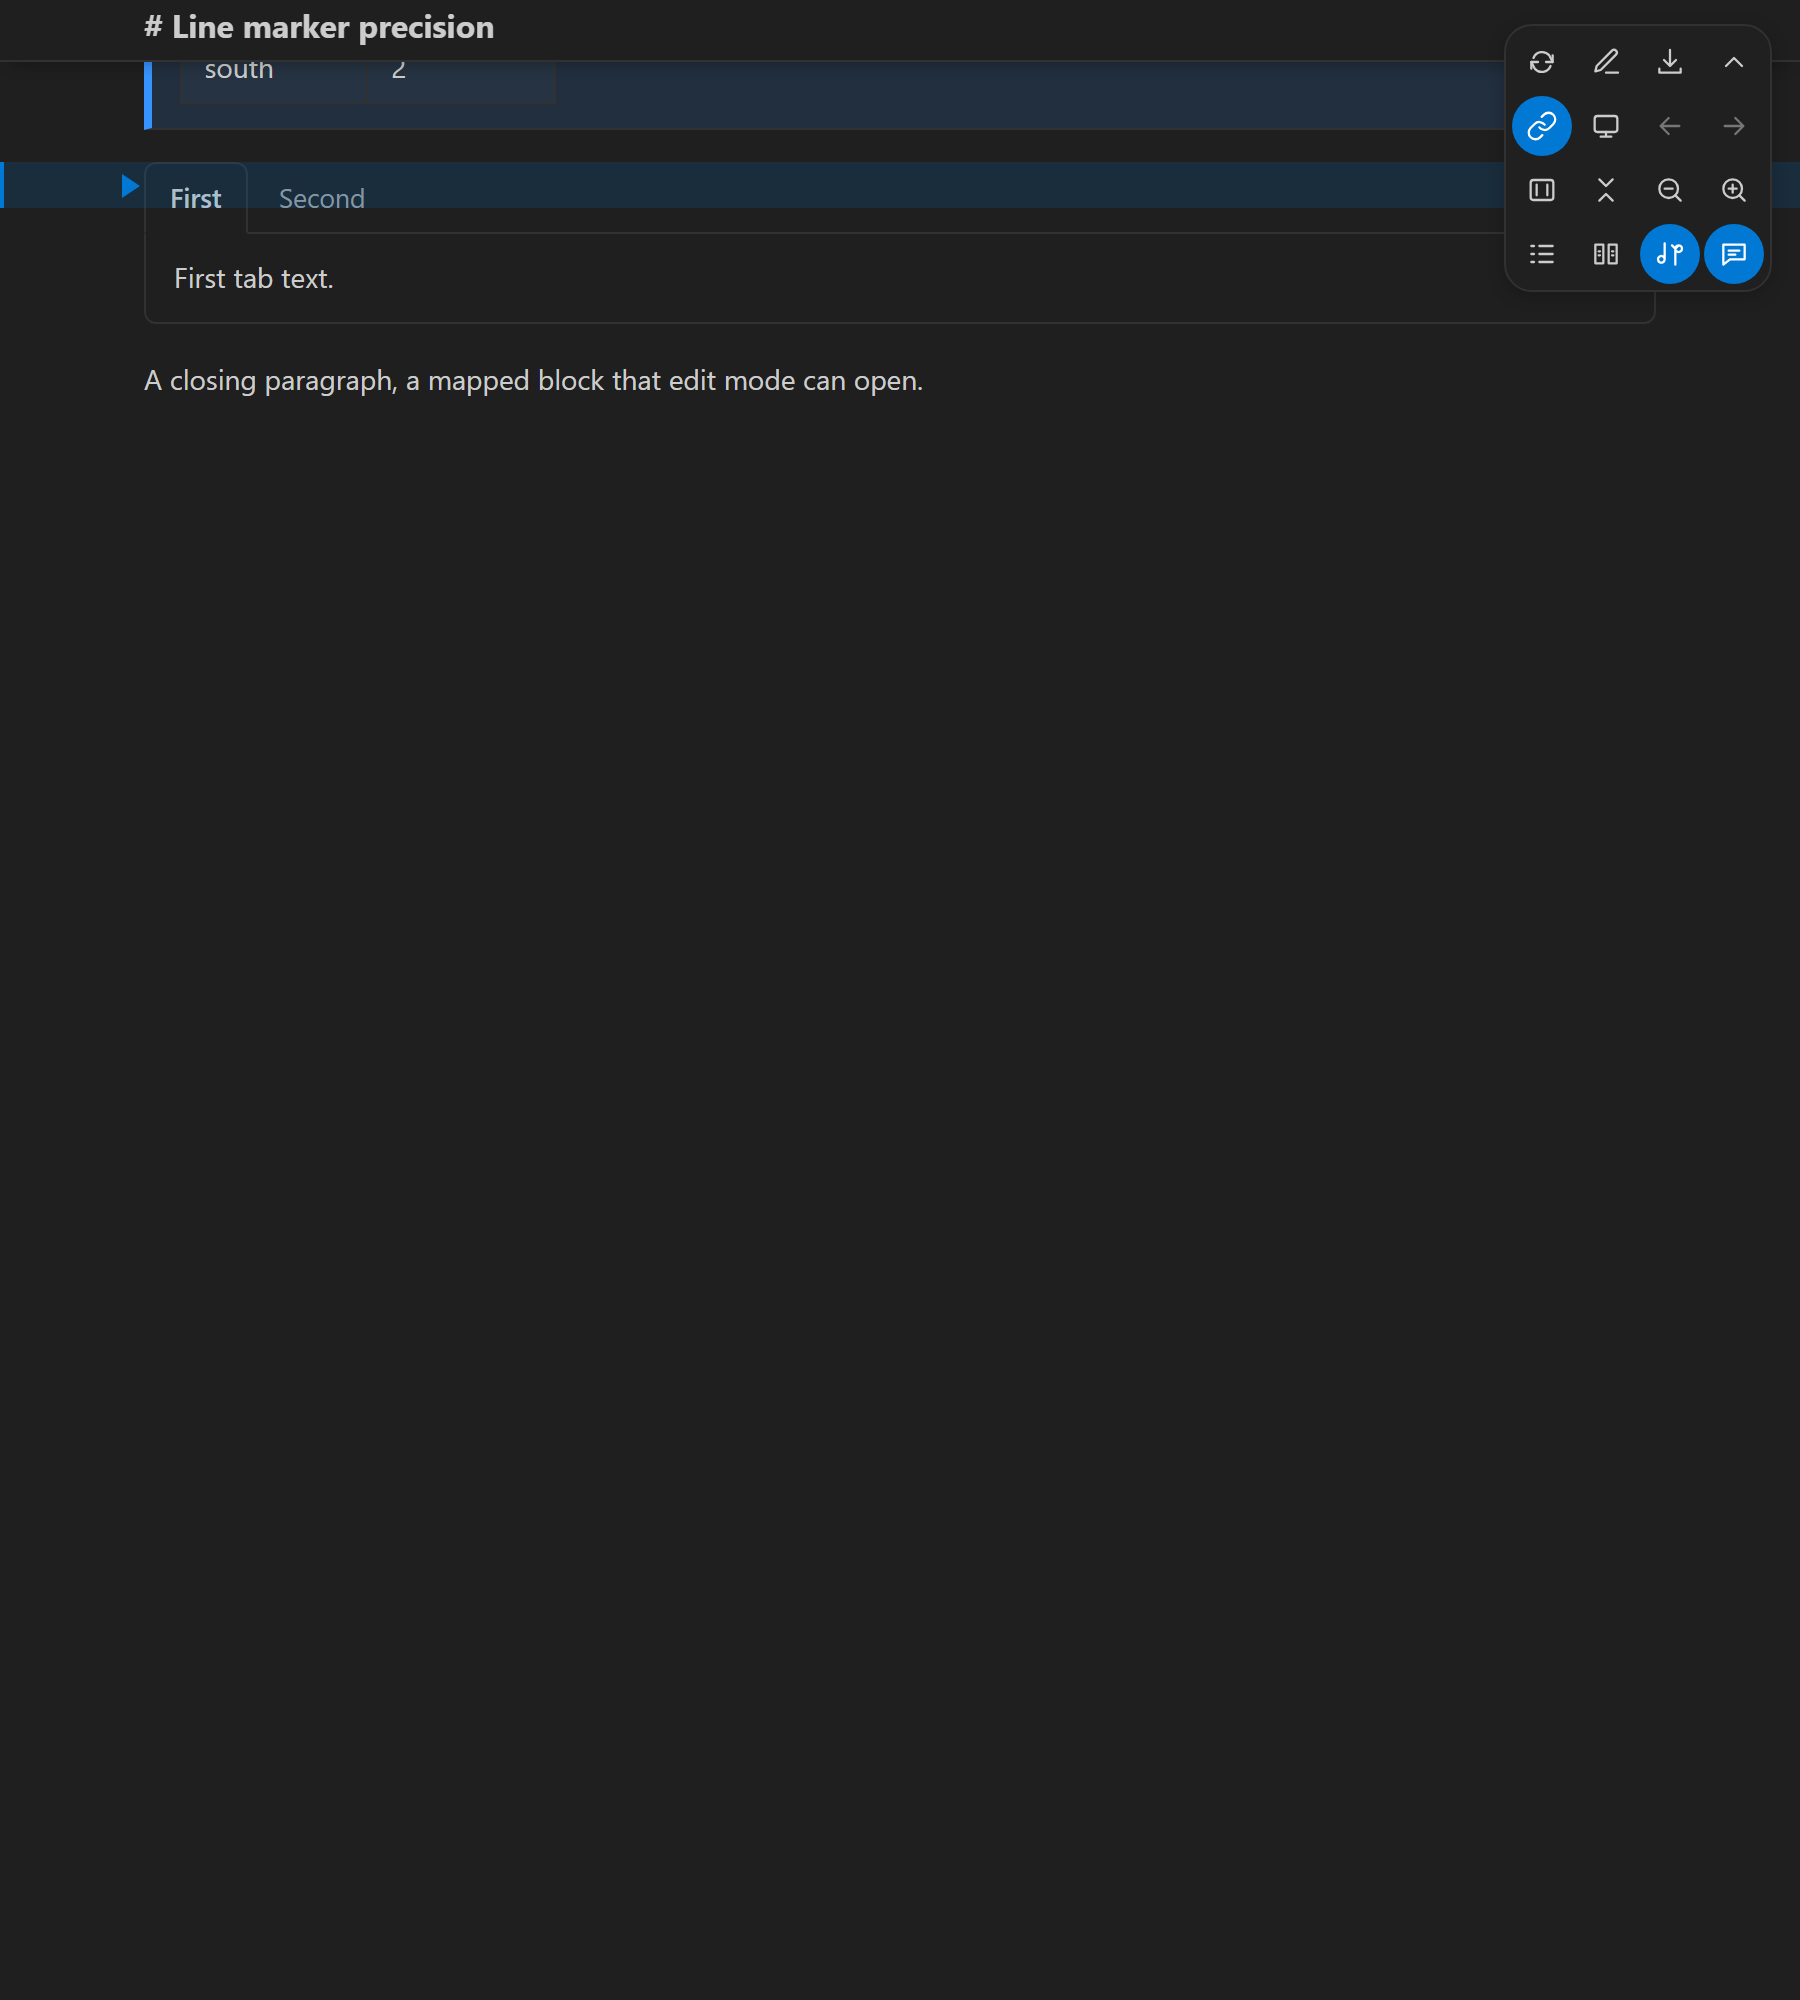 # Line marker precision
south 2
First Second
First tab text.
A closing paragraph, a mapped block that edit mode can open.